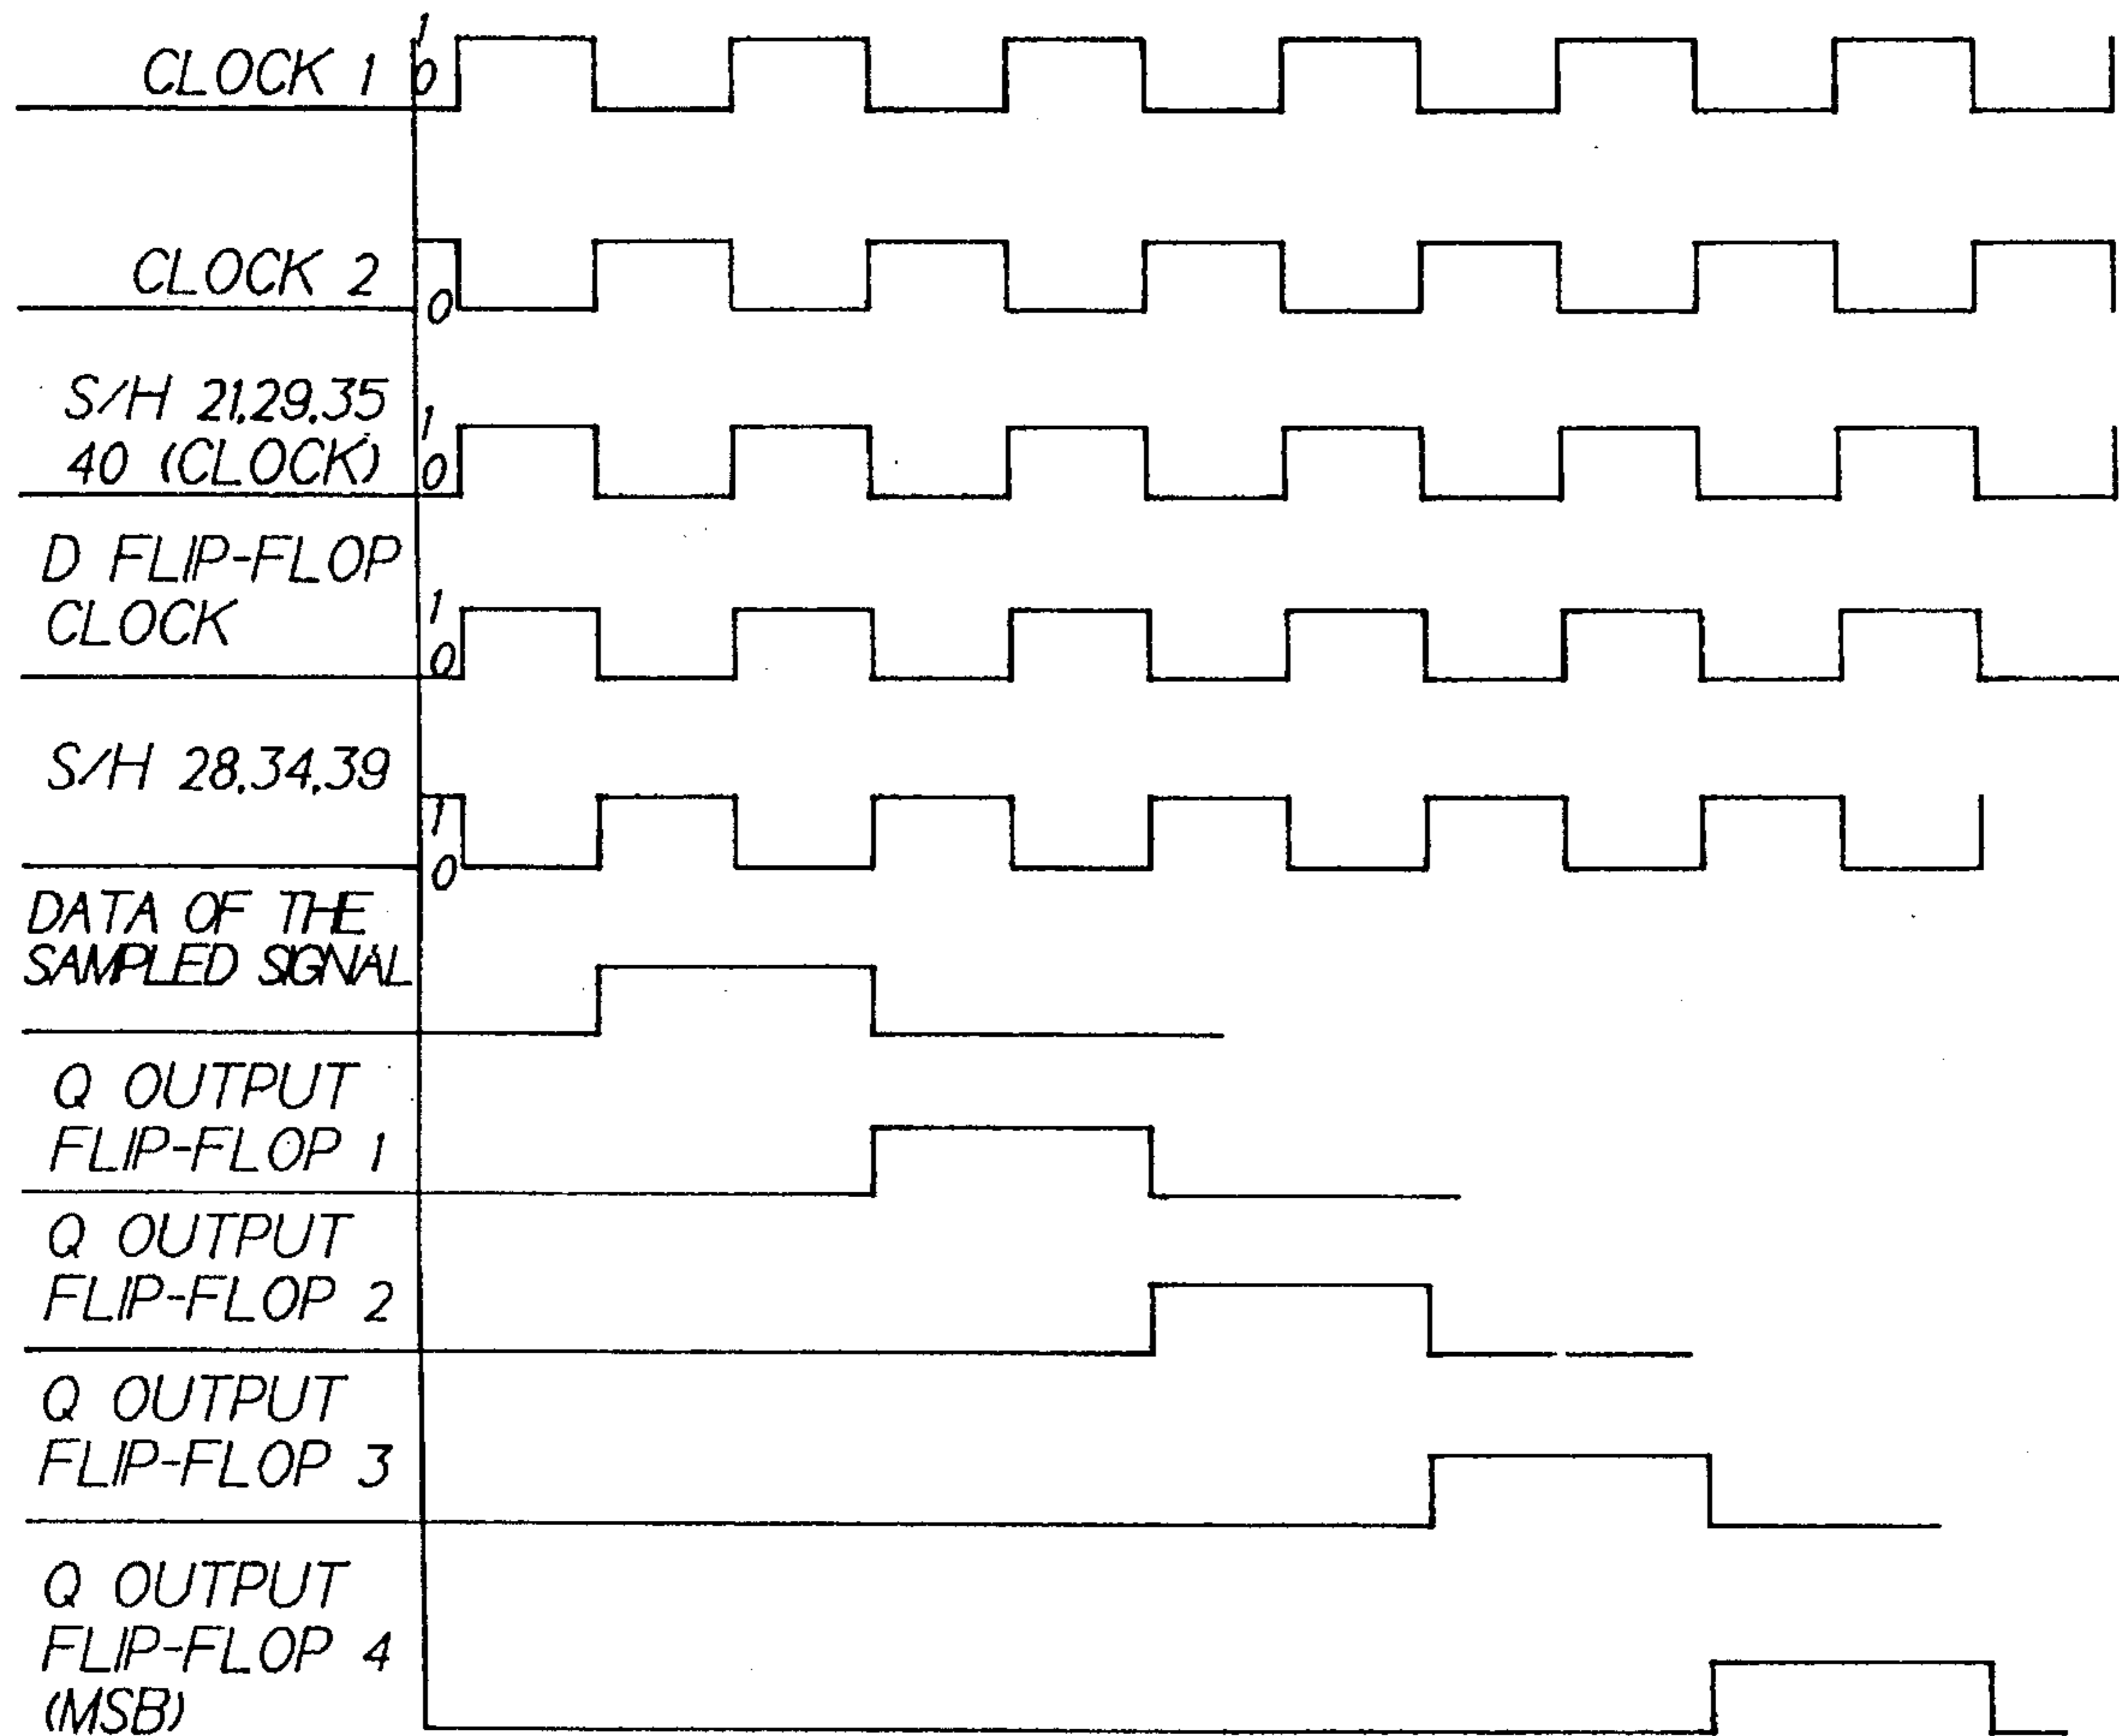 1
CLOCK 1 0
CLOCK 2
0
S/H 21,29,35
1
40 (CLOCK) 0
D FLIP-FLOP
CLOCK 1
0
S/H 28,34,39
1
0
DATA OF THE
SAMPLED SIGNAL
Q OUTPUT
FLIP-FLOP 1
Q OUTPUT
FLIP-FLOP 2
Q OUTPUT
FLIP-FLOP 3
Q OUTPUT
FLIP-FLOP 4
(MSB)